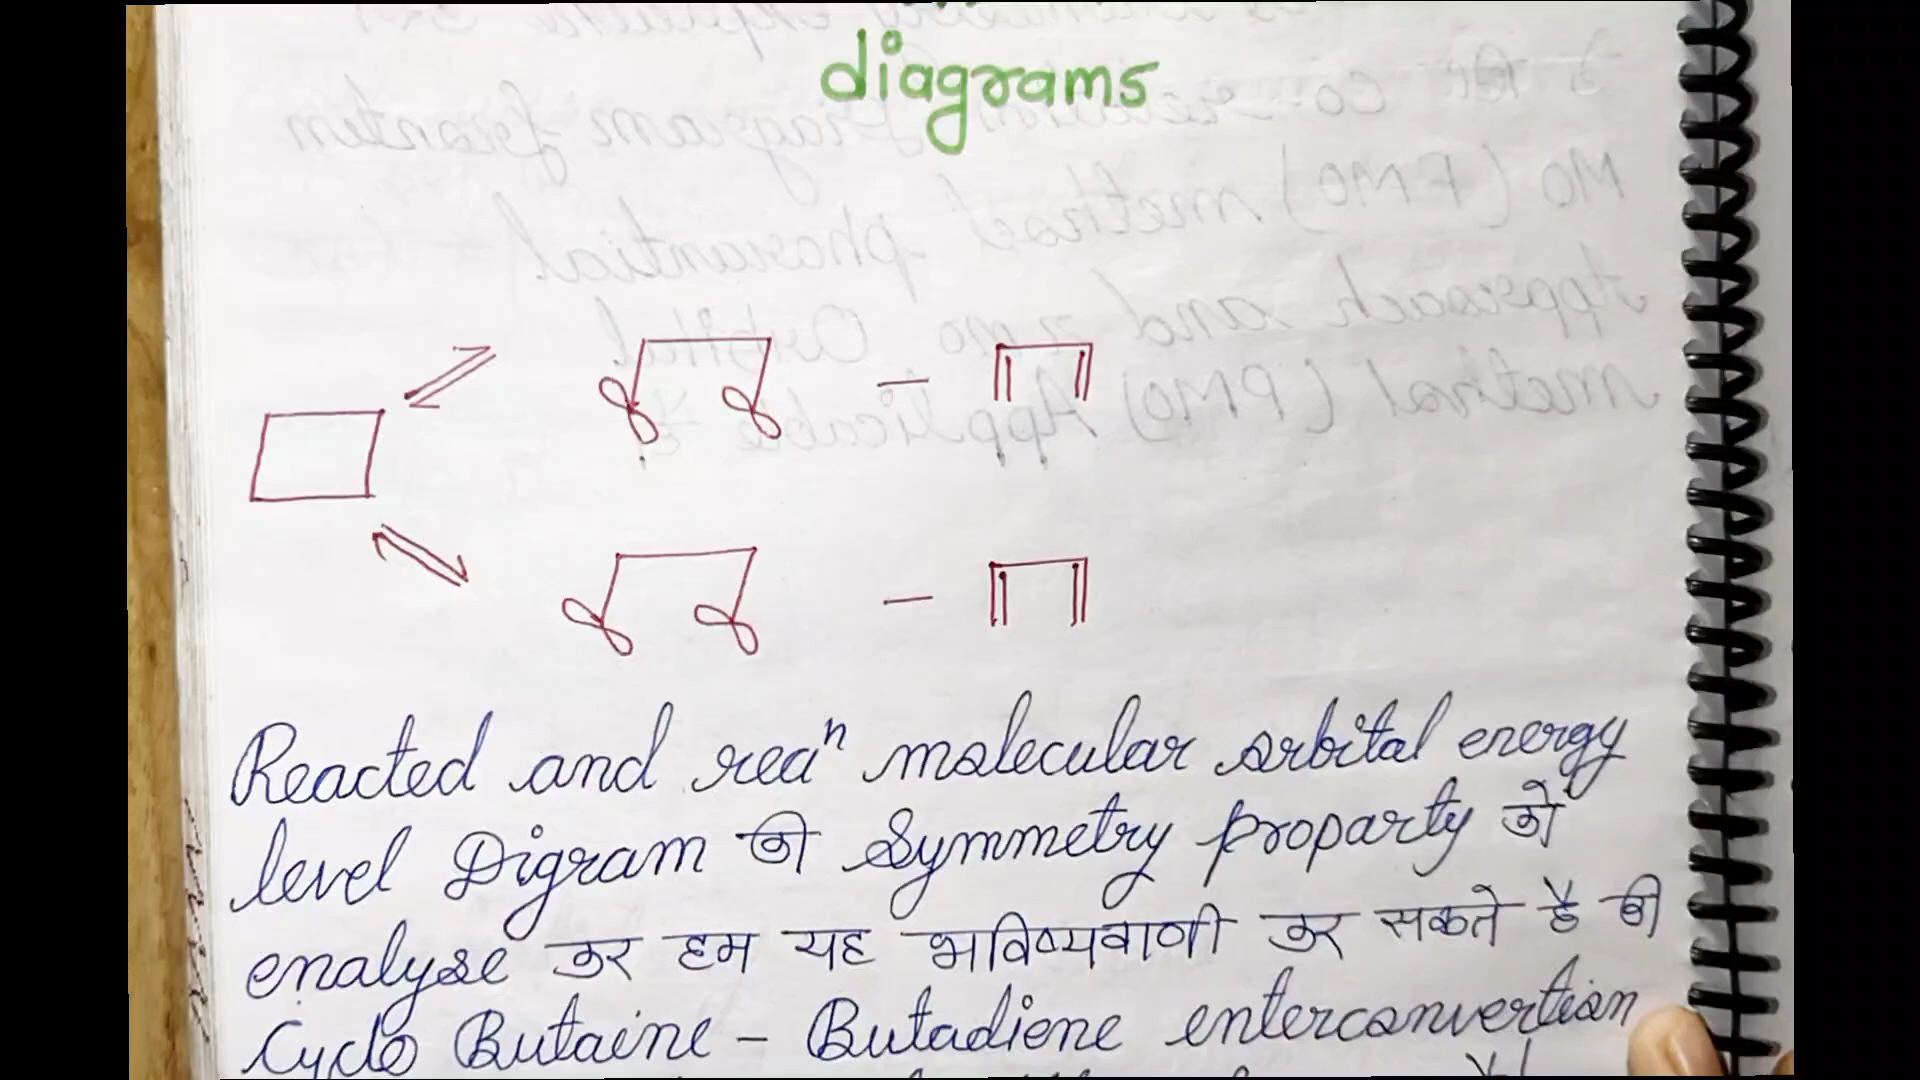 diagrams
Reacted and reaⁿ molecular orbital energy
level Digram की Symmetry proparty को
enalyse कर हम यह भविष्यवाणी कर सकते है की
Cyclo Butaine – Butadiene enterconvertion